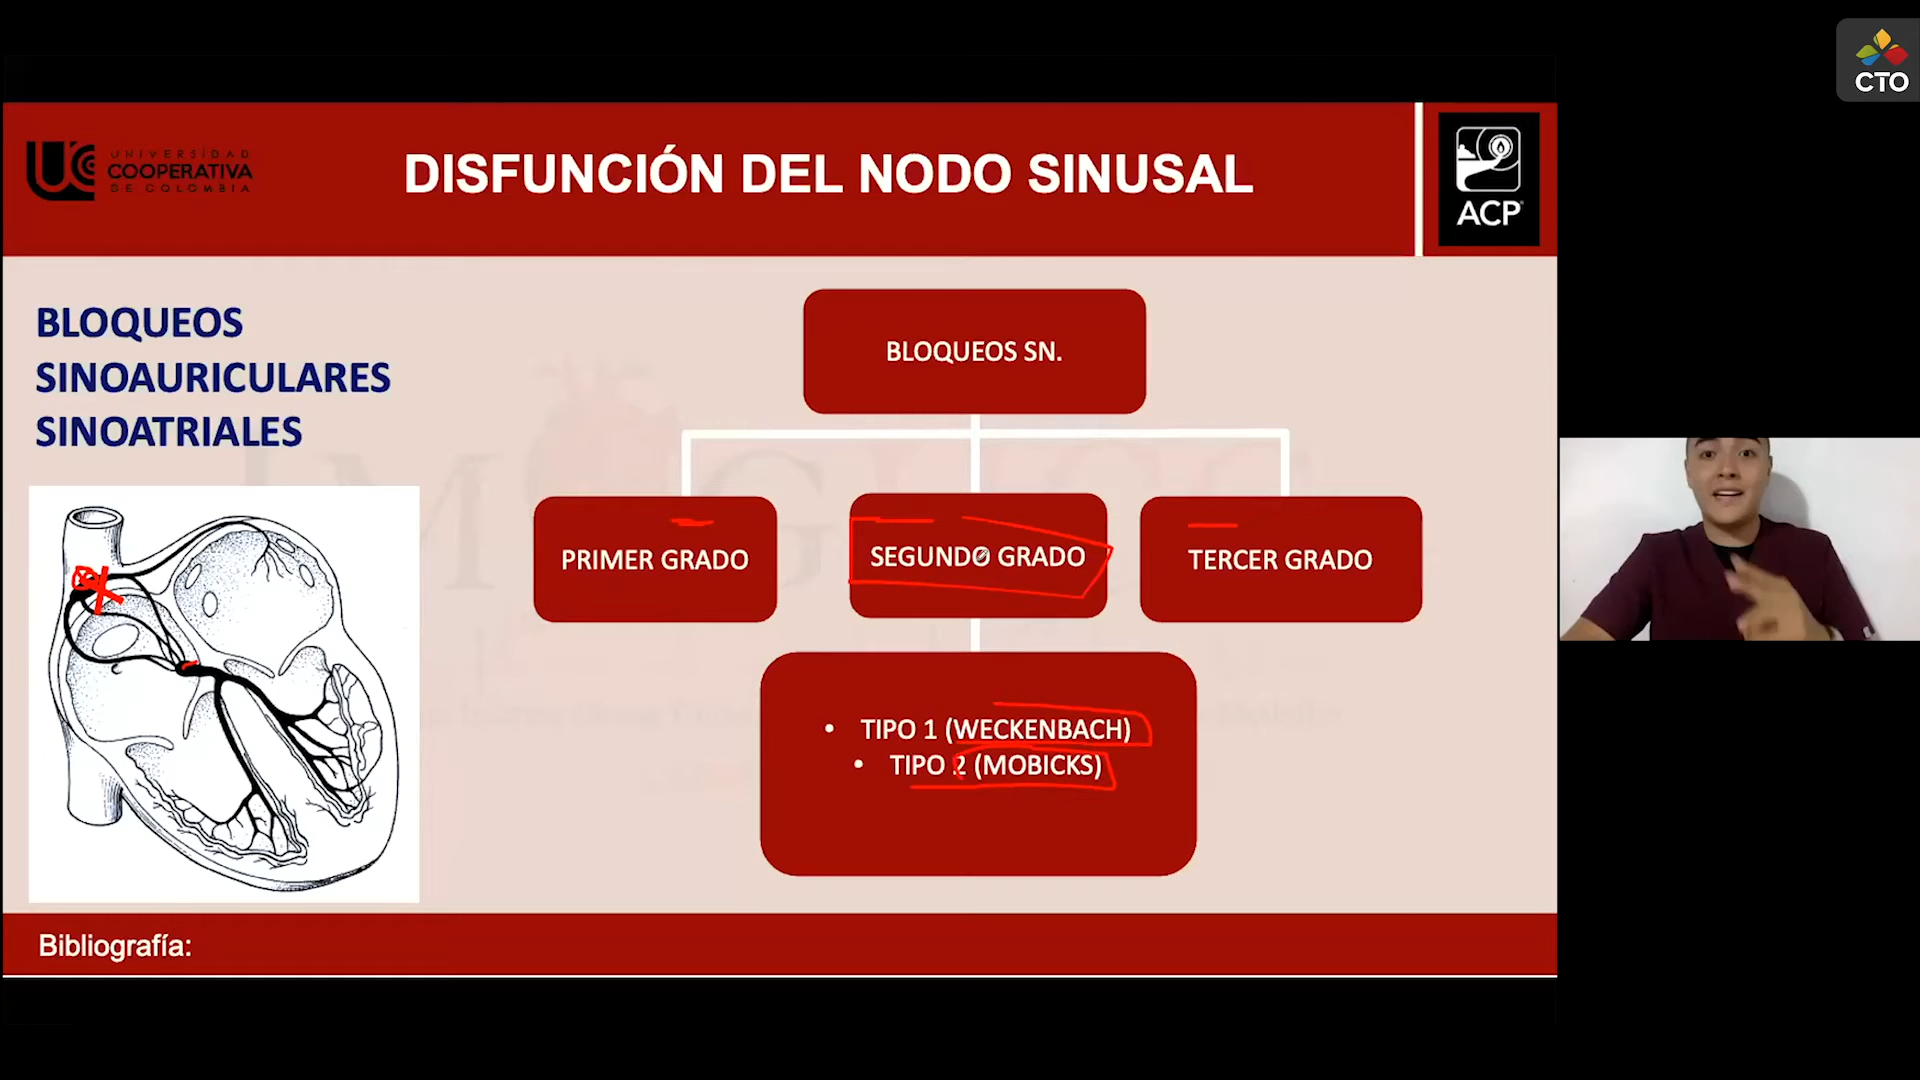 CTO
UNIVERSIDAD
COOPERATIVA
DE COLOMBIA
DISFUNCIÓN DEL NODO SINUSAL
ACP
BLOQUEOS
SINOAURICULARES
SINOATRIALES
BLOQUEOS SN.
PRIMER GRADO
SEGUNDO GRADO
TERCER GRADO
• TIPO 1 (WECKENBACH)
• TIPO 2 (MOBICKS)
Bibliografía: